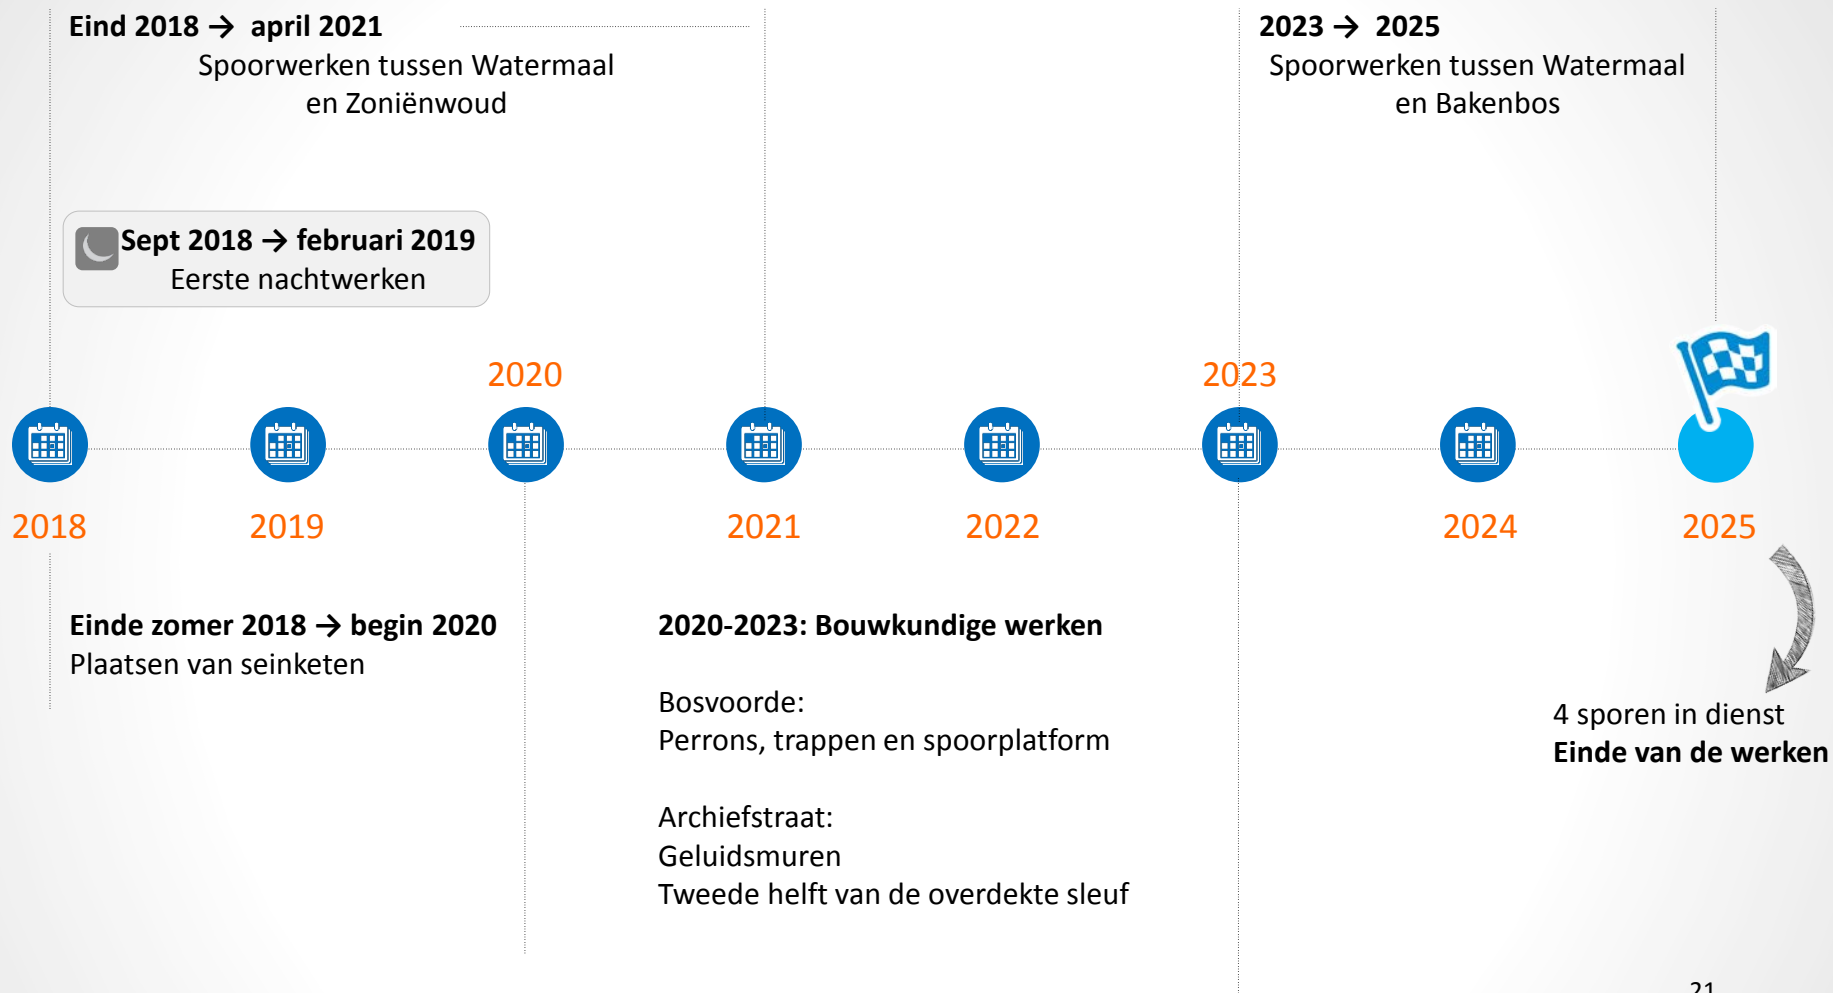 Eind 2018 → april 2021
Spoorwerken tussen Watermaal
en Zoniënwoud
2023 → 2025
Spoorwerken tussen Watermaal
en Bakenbos
Sept 2018 → februari 2019
Eerste nachtwerken
2020
2023
2018
2019
2021
2022
2024
2025
Einde zomer 2018 → begin 2020
Plaatsen van seinketen
2020-2023: Bouwkundige werken
Bosvoorde:
Perrons, trappen en spoorplatform
Archiefstraat:
Geluidsmuren
Tweede helft van de overdekte sleuf
4 sporen in dienst
Einde van de werken
21